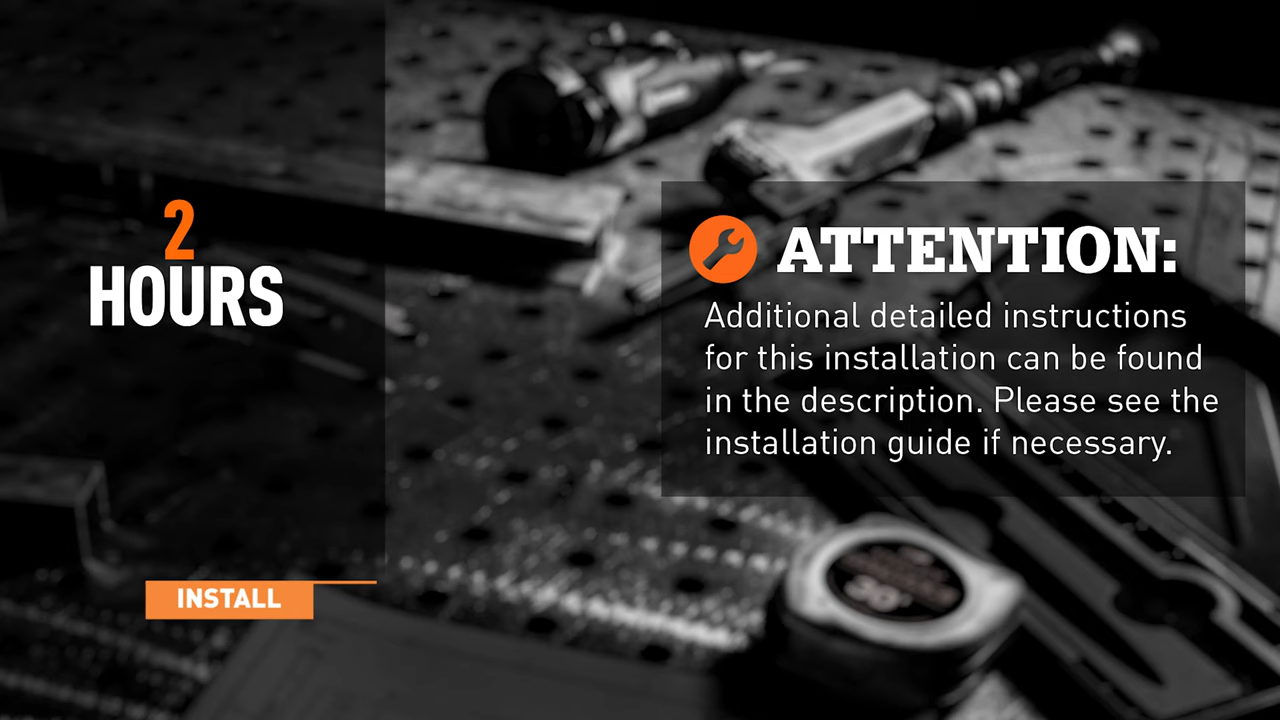 2
HOURS
INSTALL
ATTENTION:
Additional detailed instructions
for this installation can be found
in the description. Please see the
installation guide if necessary.
30'